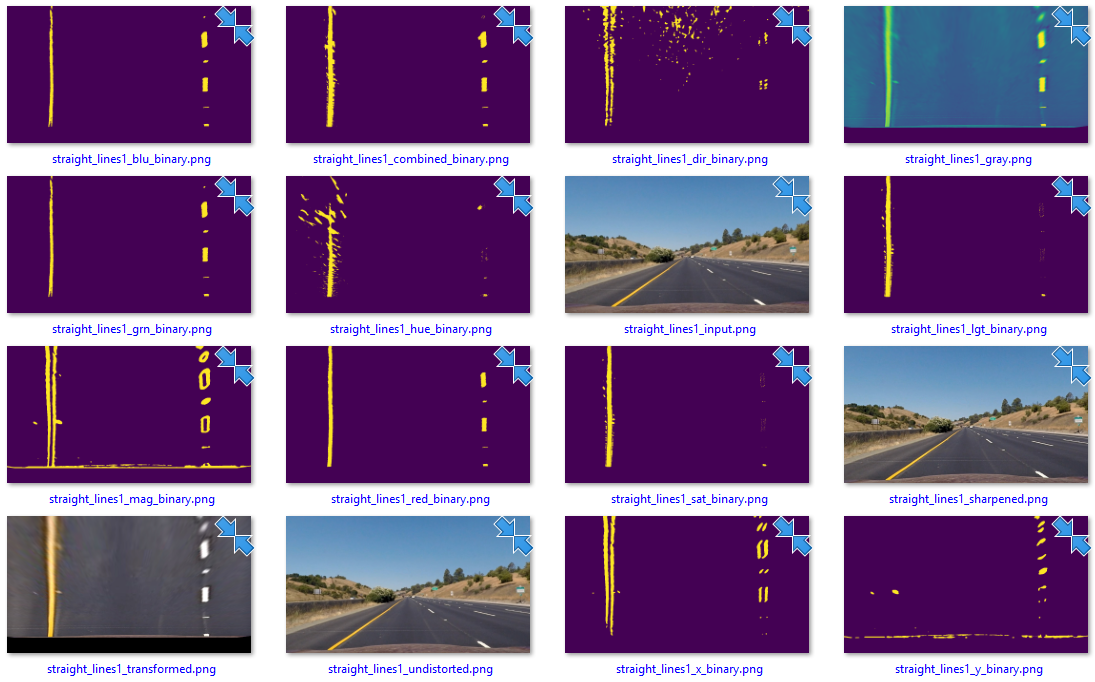 straight_lines1_blu_binary.png
straight_lines1_combined_binary.png
straight_lines1_dir_binary.png
straight_lines1_gray.png
straight_lines1_grn_binary.png
straight_lines1_hue_binary.png
straight_lines1_input.png
straight_lines1_lgt_binary.png
straight_lines1_mag_binary.png
straight_lines1_red_binary.png
straight_lines1_sat_binary.png
straight_lines1_sharpened.png
straight_lines1_transformed.png
straight_lines1_undistorted.png
straight_lines1_x_binary.png
straight_lines1_y_binary.png